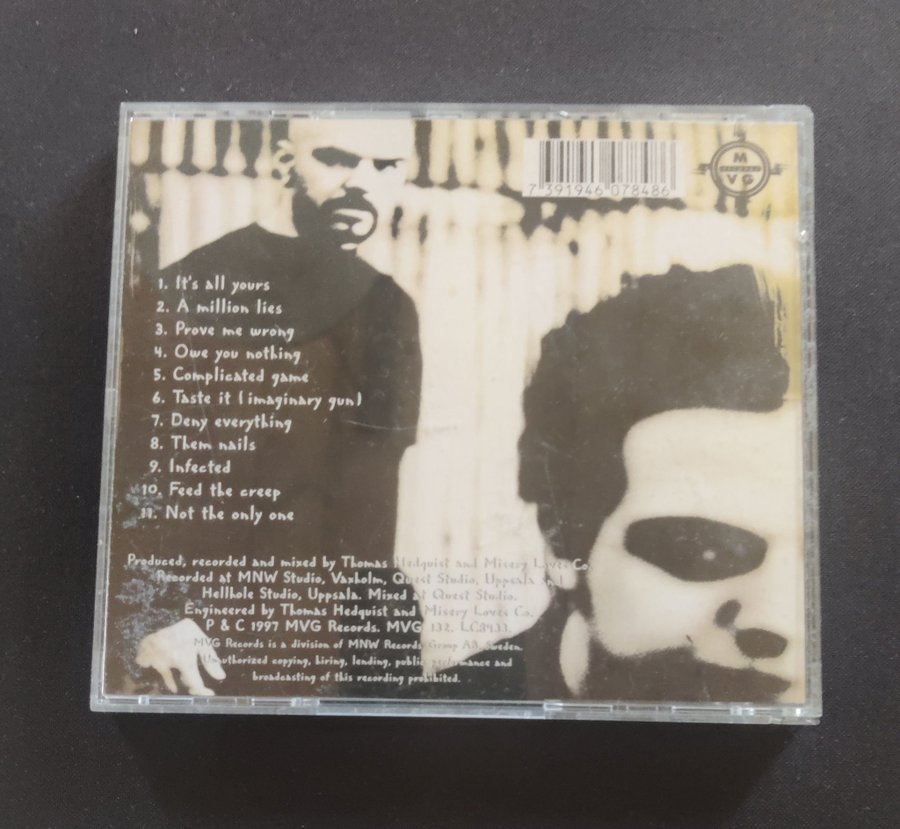 7 391946 078486
M
VG
1. It's all yours
2. A million lies
3. Prove me wrong
4. Owe you nothing
5. Complicated game
6. Taste it (imaginary gun)
7. Deny everything
8. Them nails
9. Infected
10. Feed the creep
11. Not the only one
Produced, recorded and mixed by Thomas Hedquist and Misery Loves Co.
Recorded at MNW Studio, Vaxholm, Quest Studio, Uppsala and
Hellhole Studio, Uppsala. Mixed at Quest Studio.
Engineered by Thomas Hedquist and Misery Loves Co.
P & C 1997 MVG Records. MVG 132. LC8933.
MVG Records is a division of MNW Records Group AB, Sweden.
Unauthorized copying, hiring, lending, public performance and
broadcasting of this recording prohibited.